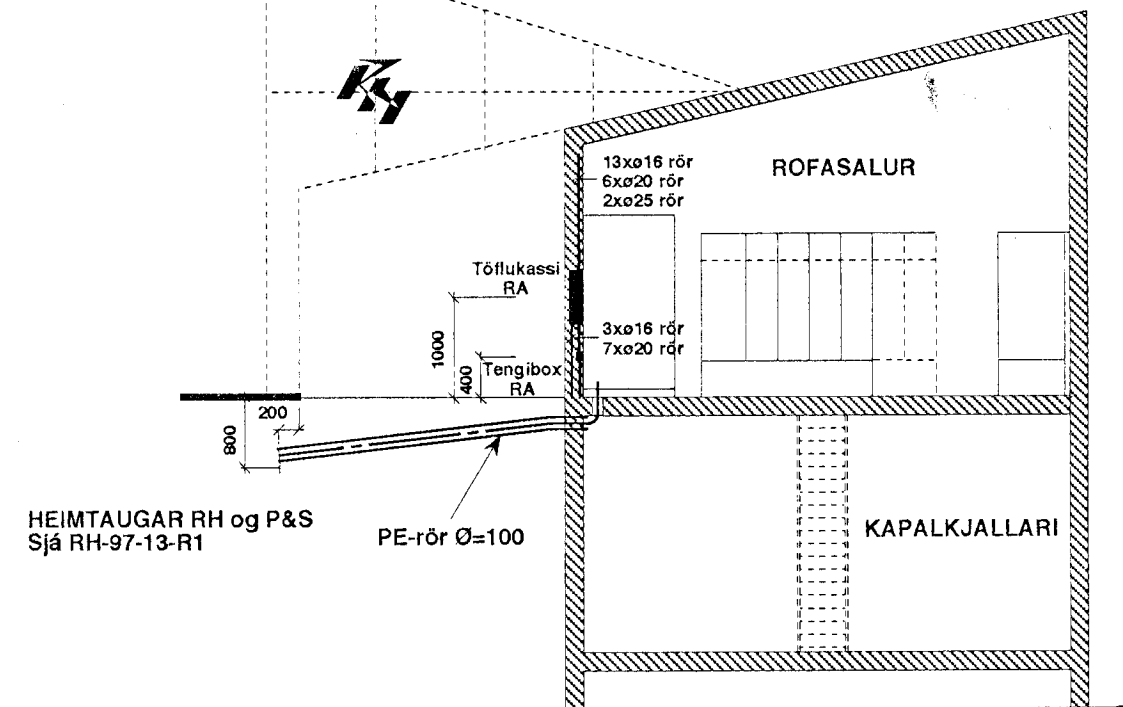 13xø16 rör
6xø20 rör
2xø25 rör
ROFASALUR
Töflukassi
RA
1000
3xø16 rör
7xø20 rör
400
Tengibox
RA
200
800
HEIMTAUGAR RH og P&S
Sjá RH-97-13-R1
PE-rör Ø=100
KAPALKJALLARI